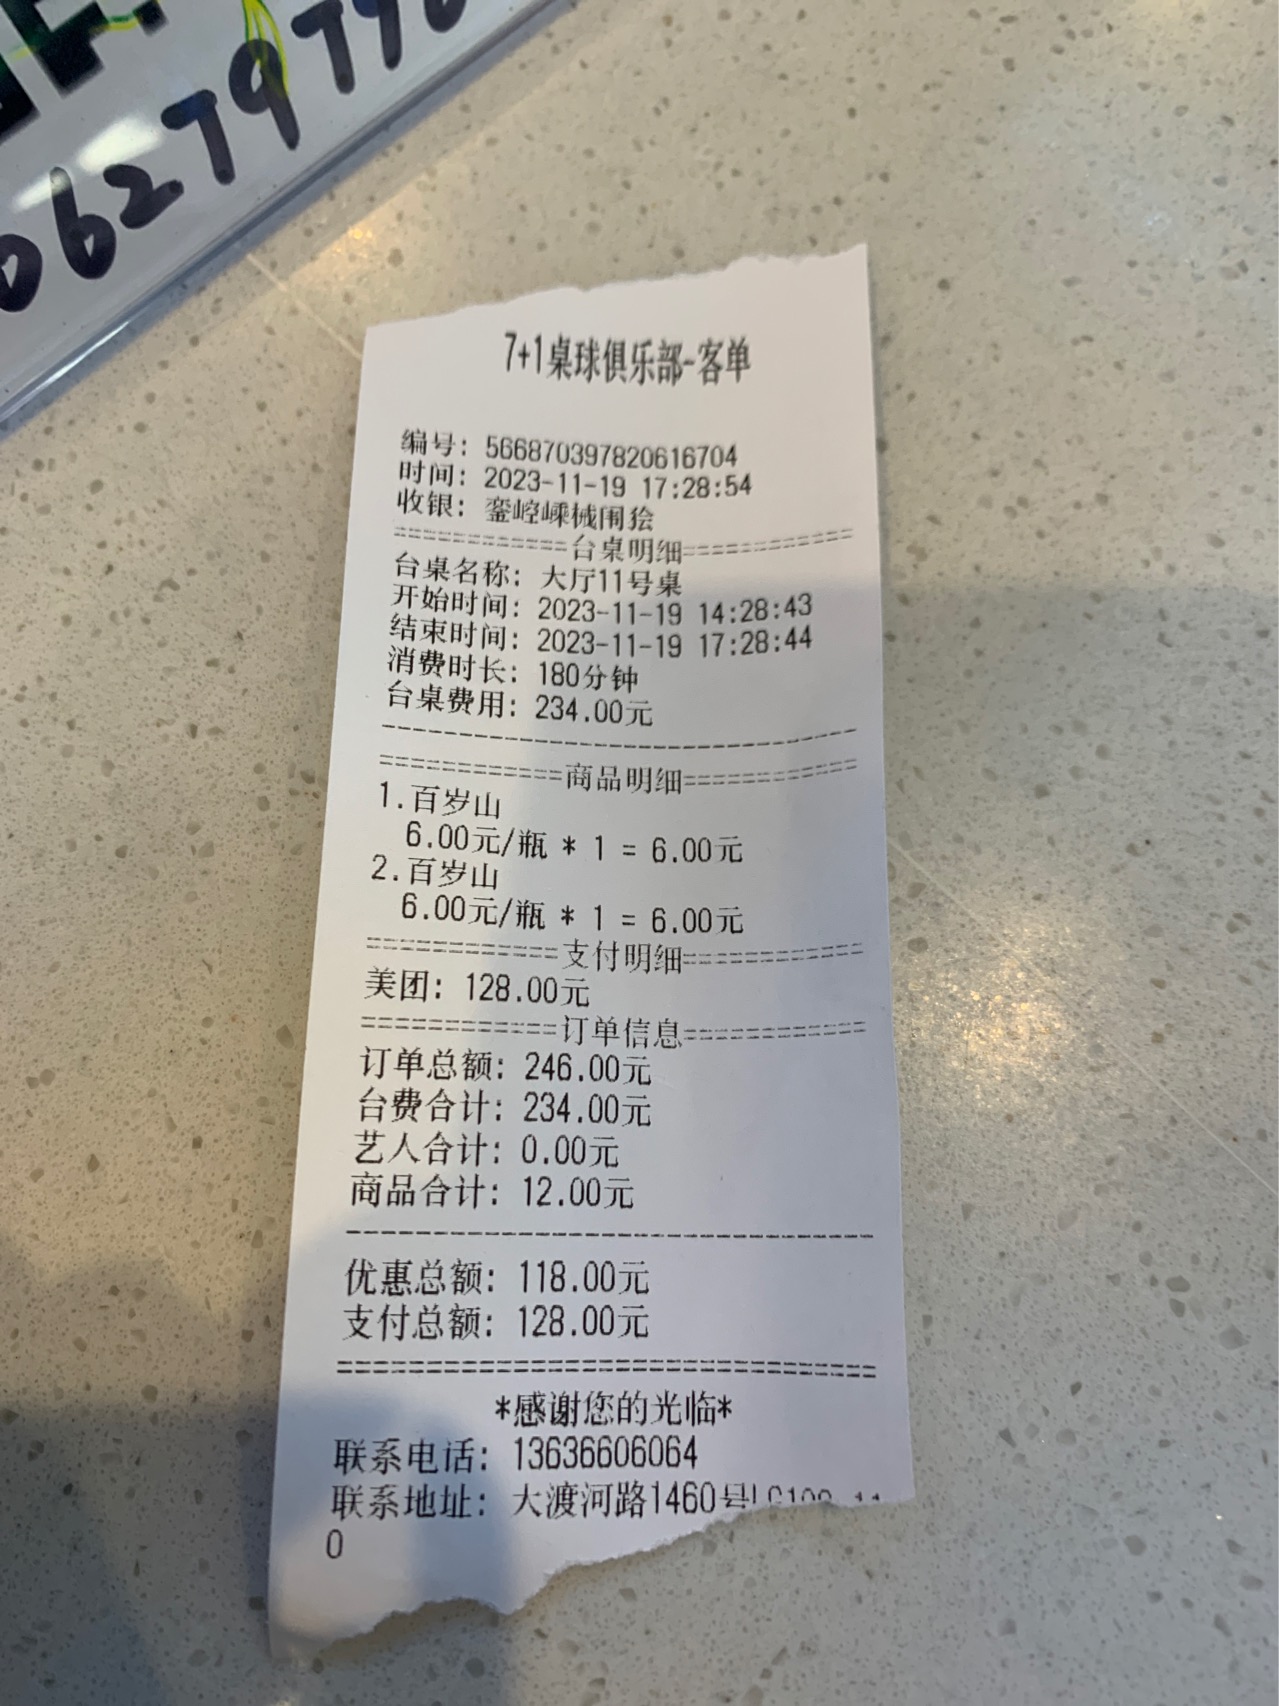 062797
7+1桌球俱乐部-客单
编号: 566870397820616704
时间: 2023-11-19 17:28:54
收银: 銮崆嵊械闱狯
===========台桌明细===========
台桌名称: 大厅11号桌
开始时间: 2023-11-19 14:28:43
结束时间: 2023-11-19 17:28:44
消费时长: 180分钟
台桌费用: 234.00元
===========商品明细===========
1.百岁山
6.00元/瓶 * 1 = 6.00元
2.百岁山
6.00元/瓶 * 1 = 6.00元
===========支付明细===========
美团: 128.00元
===========订单信息===========
订单总额: 246.00元
台费合计: 234.00元
艺人合计: 0.00元
商品合计: 12.00元
优惠总额: 118.00元
支付总额: 128.00元
*感谢您的光临*
联系电话: 13636606064
联系地址: 大渡河路1460号
0